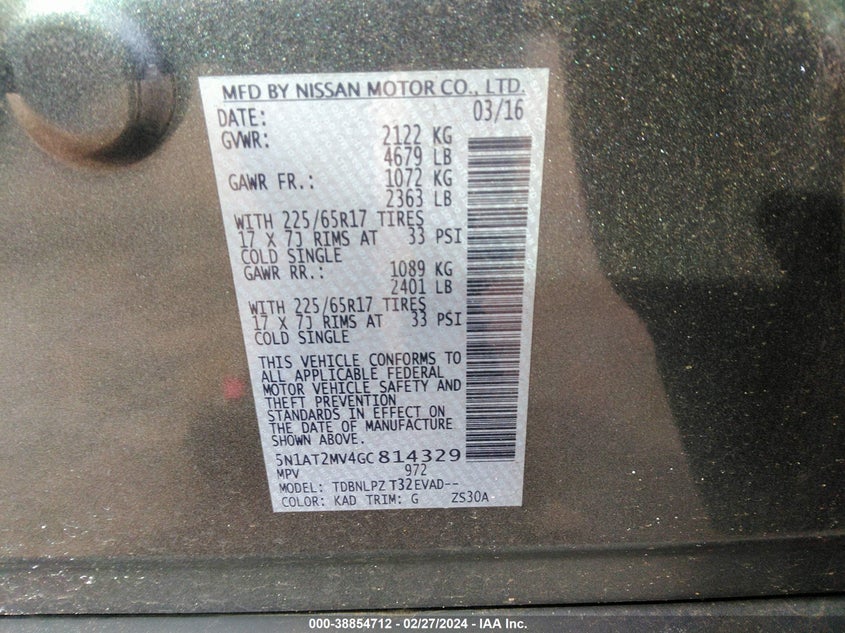 MFD BY NISSAN MOTOR CO., LTD.
DATE: 03/16
GVWR: 2122 KG
4679 LB
GAWR FR.: 1072 KG
2363 LB
WITH 225/65R17 TIRES
17 X 7J RIMS AT 33 PSI
COLD SINGLE
GAWR RR.: 1089 KG
2401 LB
WITH 225/65R17 TIRES
17 X 7J RIMS AT 33 PSI
COLD SINGLE
THIS VEHICLE CONFORMS TO
ALL APPLICABLE FEDERAL
MOTOR VEHICLE SAFETY AND
THEFT PREVENTION
STANDARDS IN EFFECT ON
THE DATE OF MANUFACTURE
SHOWN ABOVE.
5N1AT2MV4GC814329
MPV 972
MODEL: TDBNLPZ T32EVAD--
COLOR: KAD TRIM: G ZS30A
000-38854712 - 02/27/2024 - IAA Inc.